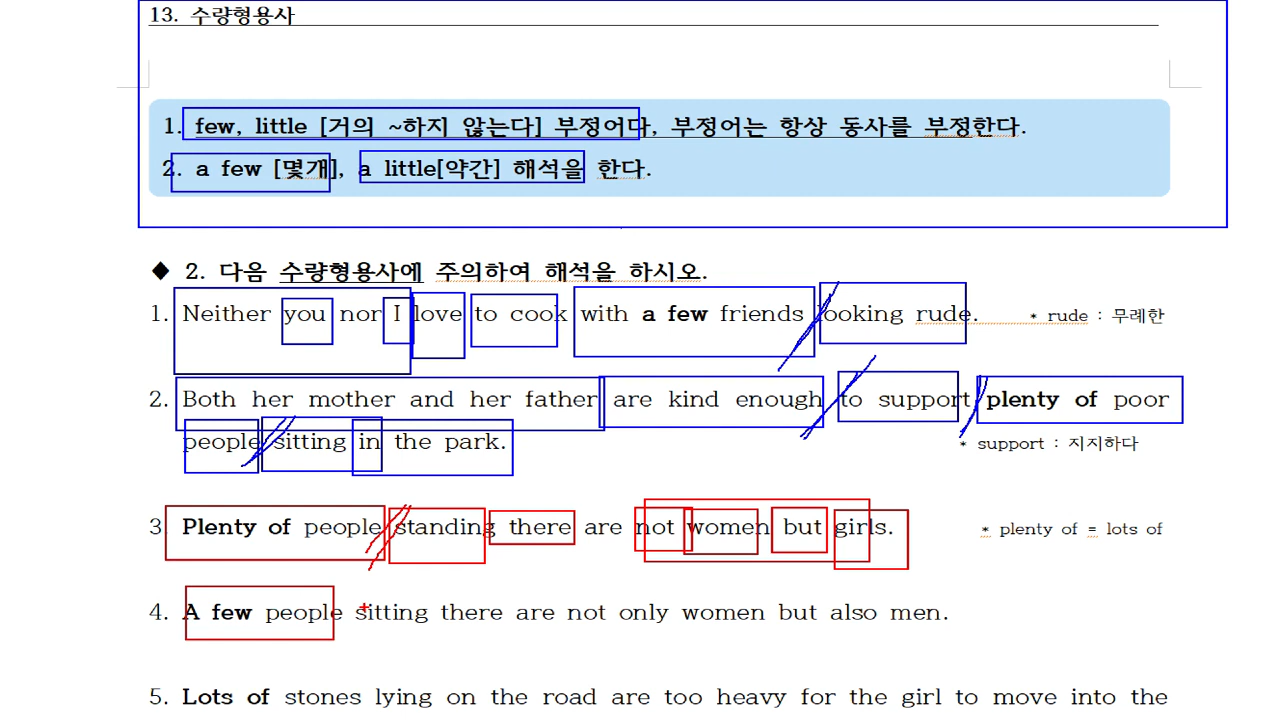 13. 수량형용사
1. few, little [거의 ~하지 않는다] 부정어다, 부정어는 항상 동사를 부정한다.
2. a few [몇개], a little[약간] 해석을 한다.
◆ 2. 다음 수량형용사에 주의하여 해석을 하시오.
1. Neither you nor I love to cook with a few friends looking rude. * rude : 무례한
2. Both her mother and her father are kind enough to support plenty of poor
people sitting in the park. * support : 지지하다
3 Plenty of people standing there are not women but girls. * plenty of = lots of
4. A few people sitting there are not only women but also men.
5. Lots of stones lying on the road are too heavy for the girl to move into the